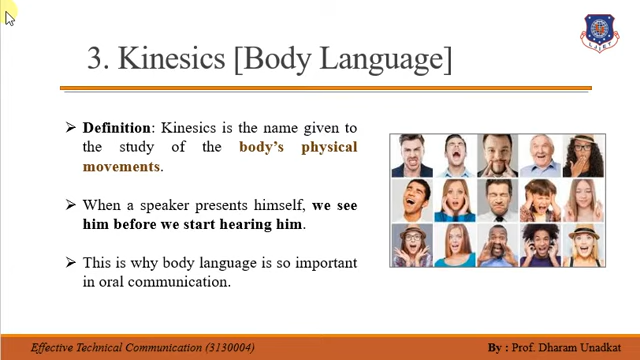 3. Kinesics [Body Language]
➢ Definition: Kinesics is the name given to
the study of the body's physical
movements.
➢ When a speaker presents himself, we see
him before we start hearing him.
➢ This is why body language is so important
in oral communication.
Effective Technical Communication (3130004)
By : Prof. Dharam Unadkat